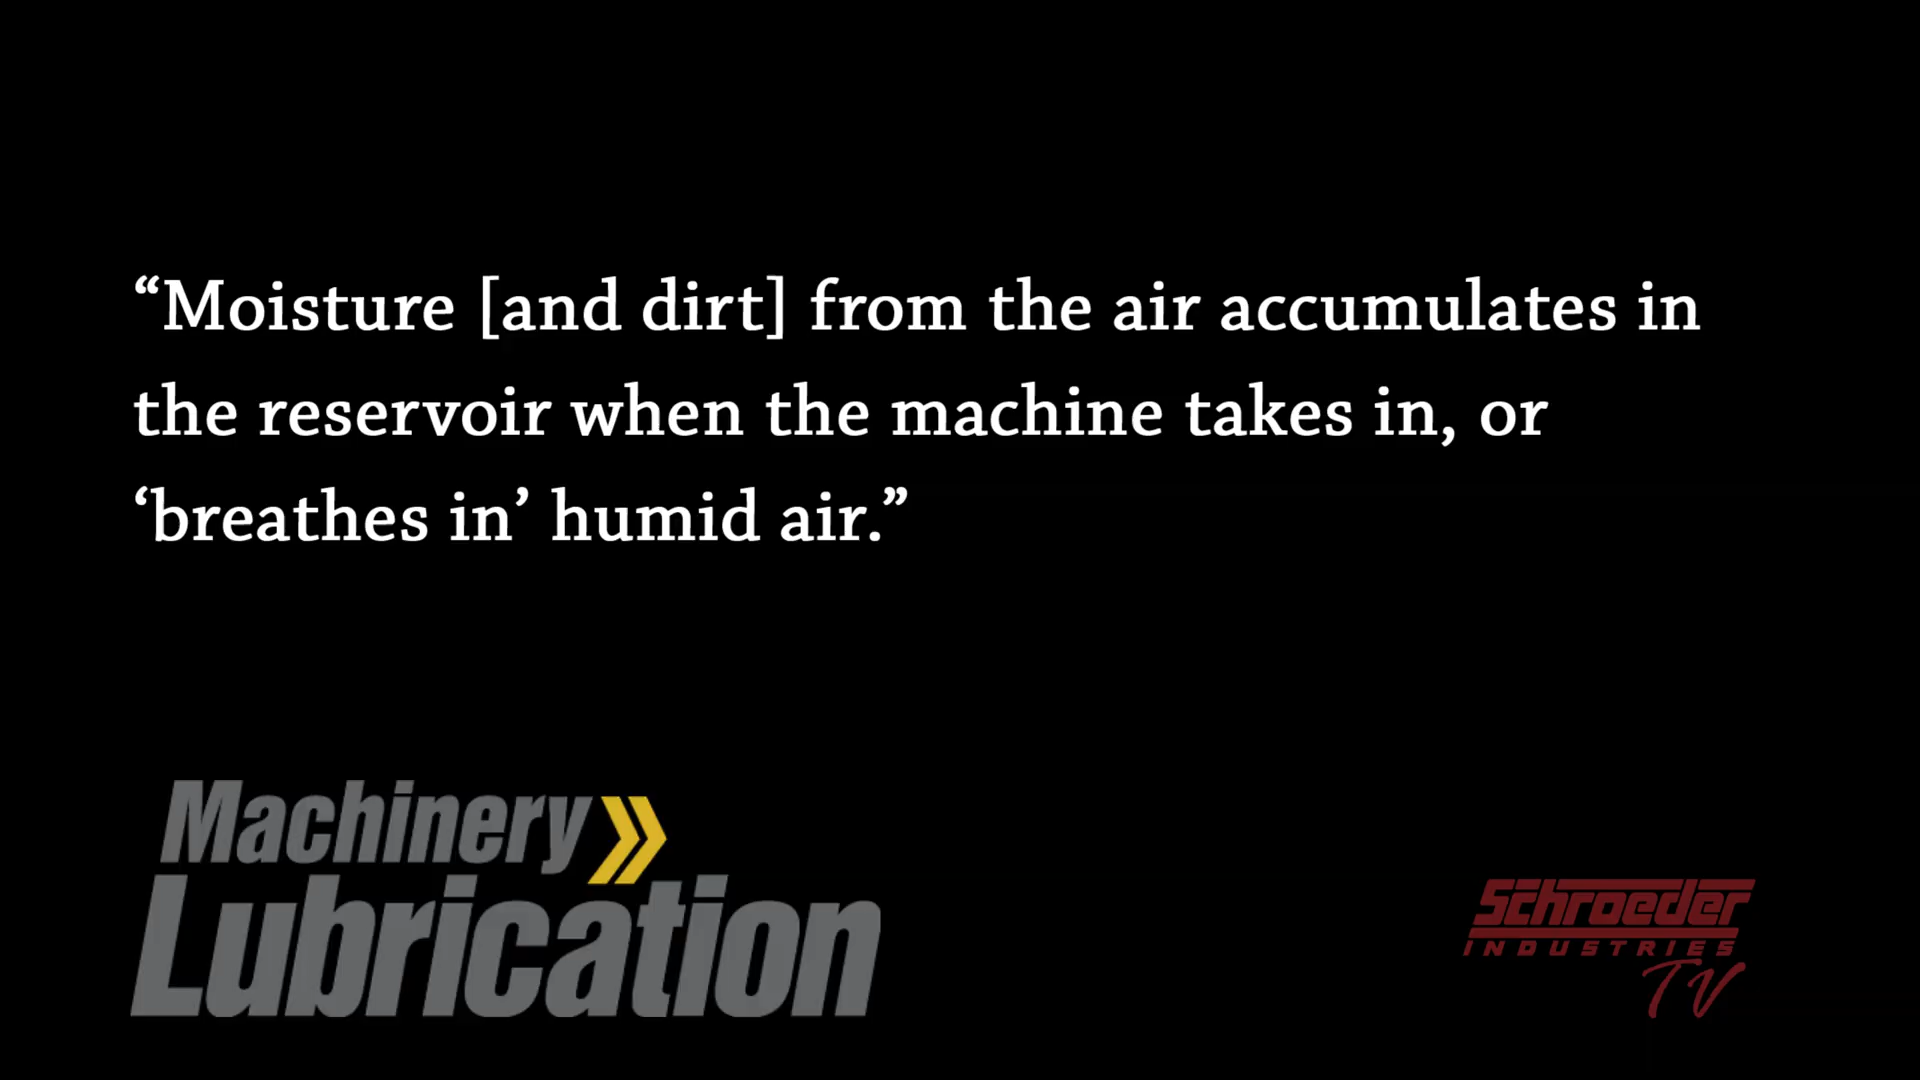 “Moisture [and dirt] from the air accumulates in
the reservoir when the machine takes in, or
‘breathes in’ humid air.”
Machinery
Lubrication
Schroeder
INDUSTRIES
TV